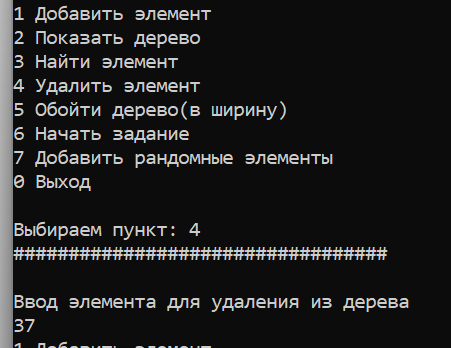 1 Добавить элемент
2 Показать дерево
3 Найти элемент
4 Удалить элемент
5 Обойти дерево(в ширину)
6 Начать задание
7 Добавить рандомные элементы
0 Выход
Выбираем пункт: 4
##################################
Ввод элемента для удаления из дерева
37
1 Добавить элемент